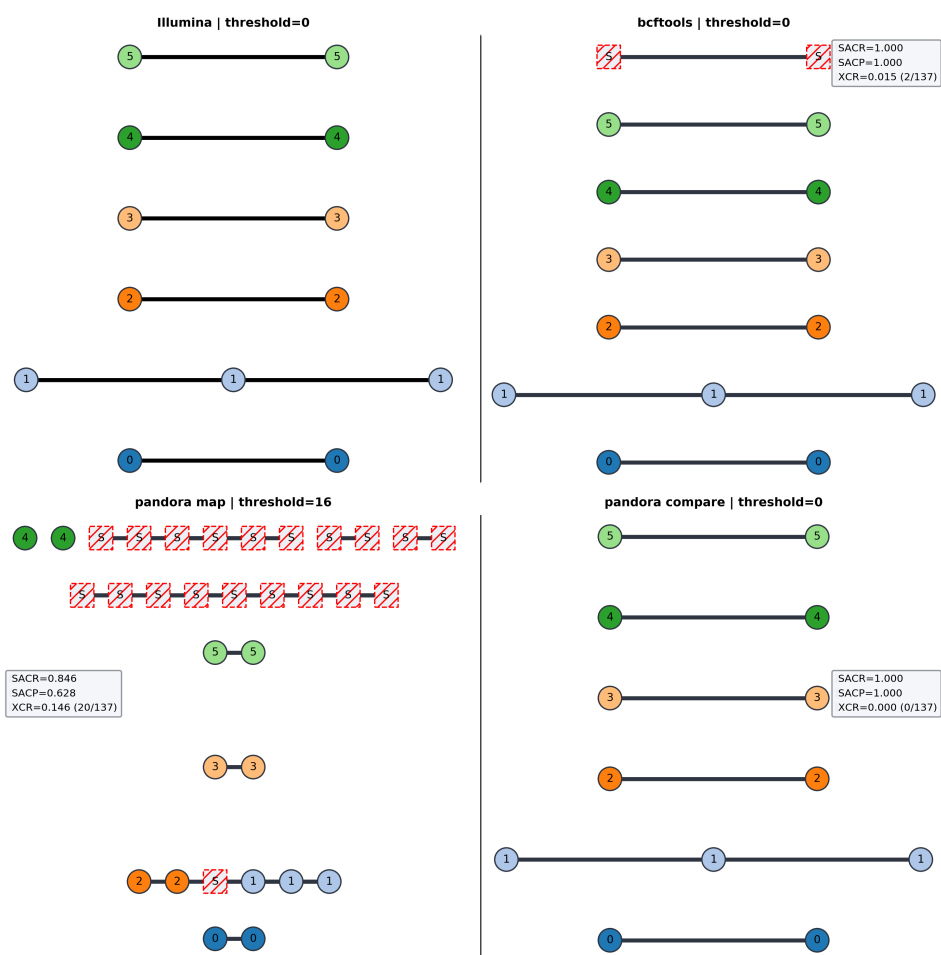 Illumina | threshold=0
5 5
4 4
3 3
2 2
1 1 1
0 0
bcftools | threshold=0
S S
SACR=1.000
SACP=1.000
XCR=0.015 (2/137)
5 5
4 4
3 3
2 2
1 1 1
0 0
pandora map | threshold=16
4 4 S S S S S S S S S S
S S S S S S S S S
5 5
SACR=0.846
SACP=0.628
XCR=0.146 (20/137)
3 3
2 2 S 1 1 1
0 0
pandora compare | threshold=0
5 5
4 4
3 3
SACR=1.000
SACP=1.000
XCR=0.000 (0/137)
2 2
1 1 1
0 0